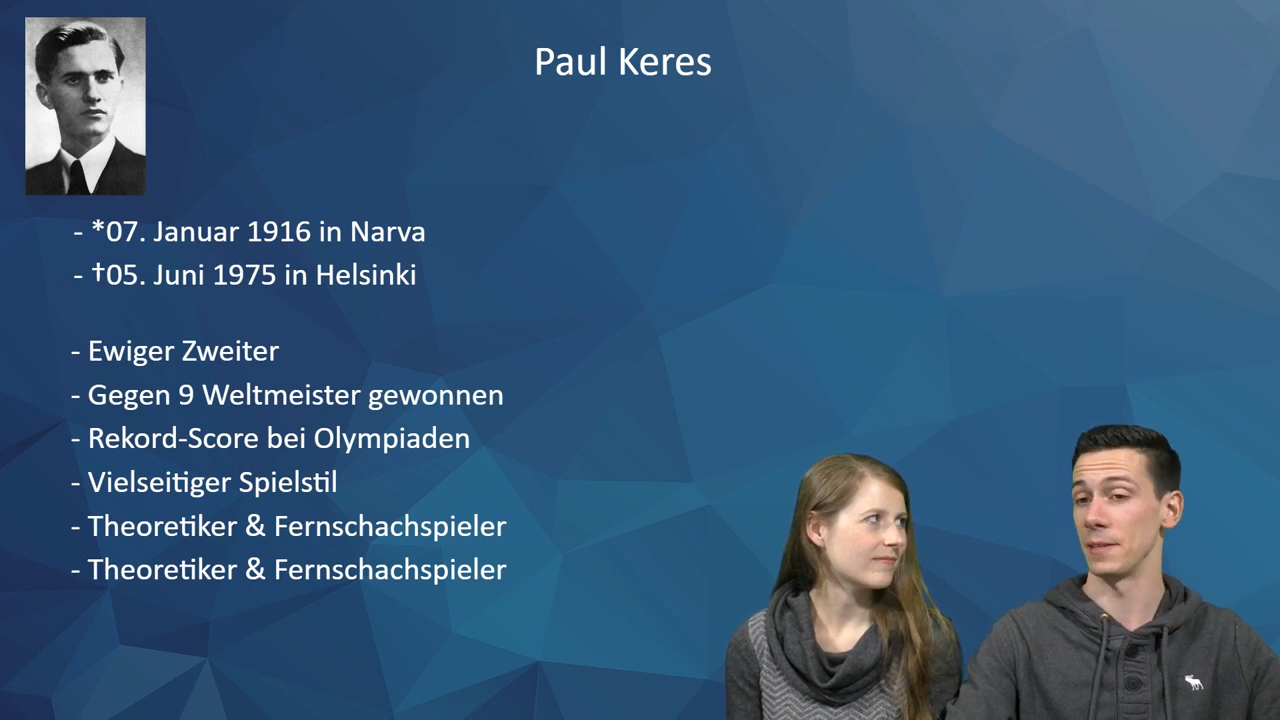 Paul Keres
- *07. Januar 1916 in Narva
- †05. Juni 1975 in Helsinki
- Ewiger Zweiter
- Gegen 9 Weltmeister gewonnen
- Rekord-Score bei Olympiaden
- Vielseitiger Spielstil
- Theoretiker & Fernschachspieler
- Theoretiker & Fernschachspieler